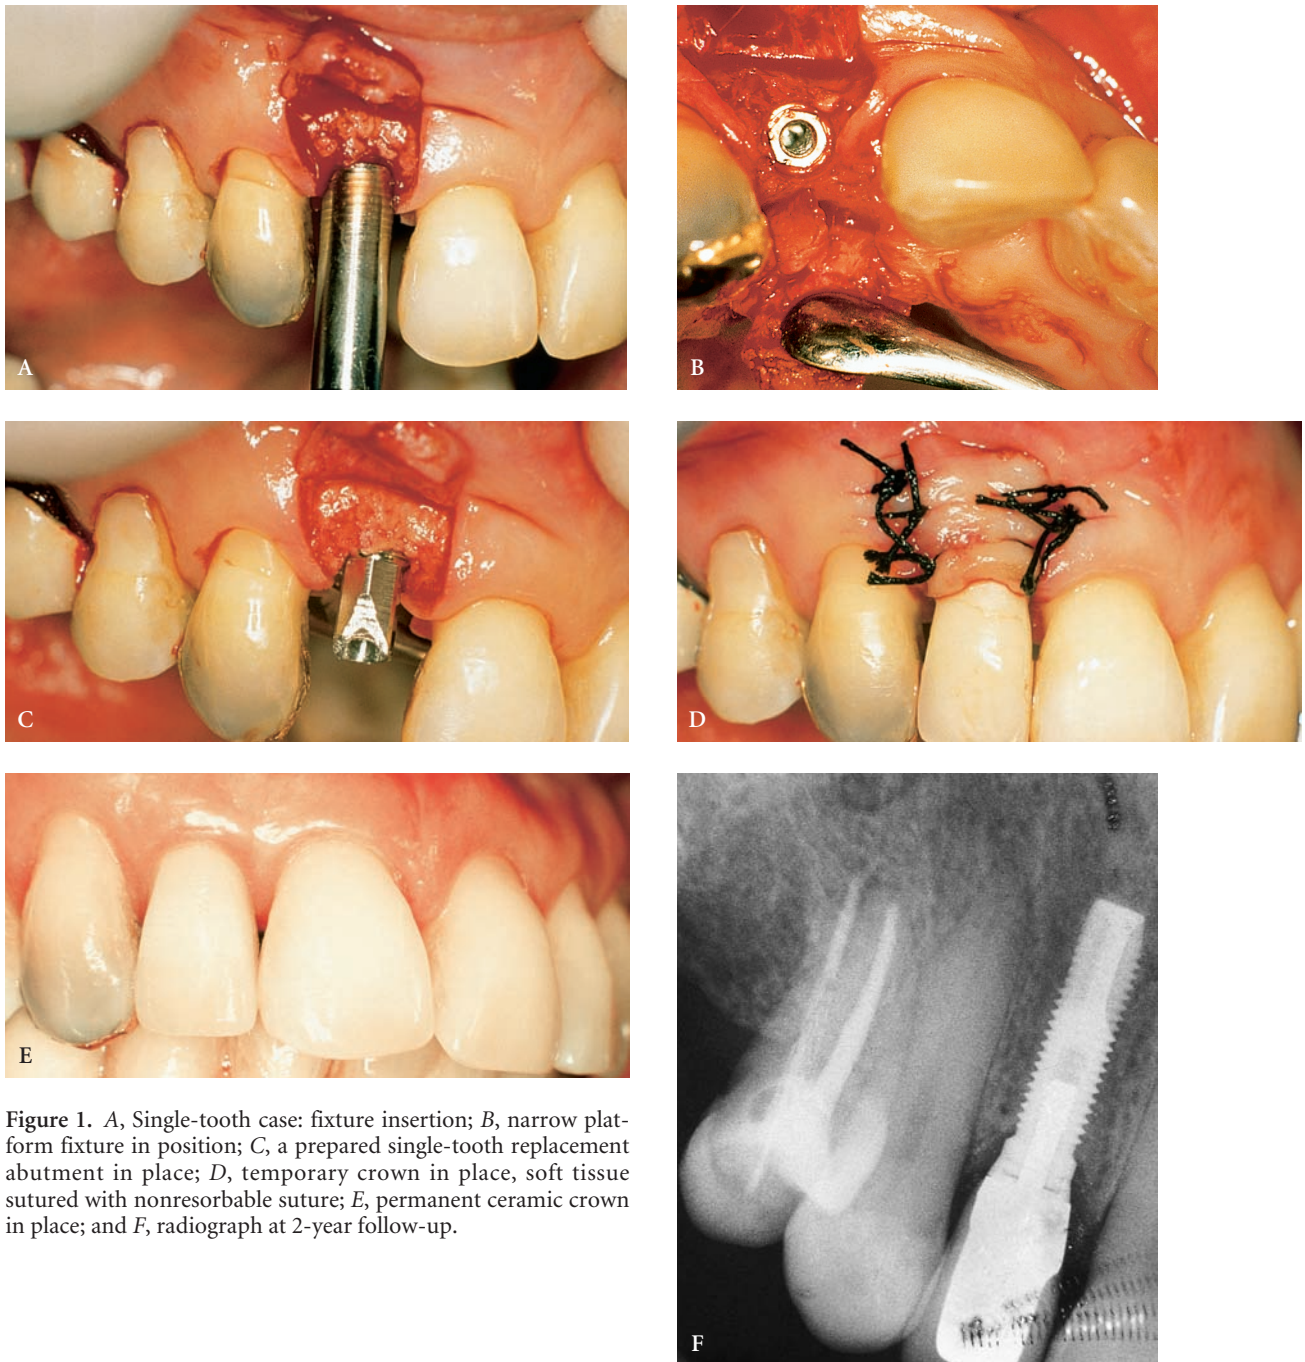 A
B
C
D
E
F
Figure 1. A, Single-tooth case: fixture insertion; B, narrow plat-
form fixture in position; C, a prepared single-tooth replacement
abutment in place; D, temporary crown in place, soft tissue
sutured with nonresorbable suture; E, permanent ceramic crown
in place; and F, radiograph at 2-year follow-up.